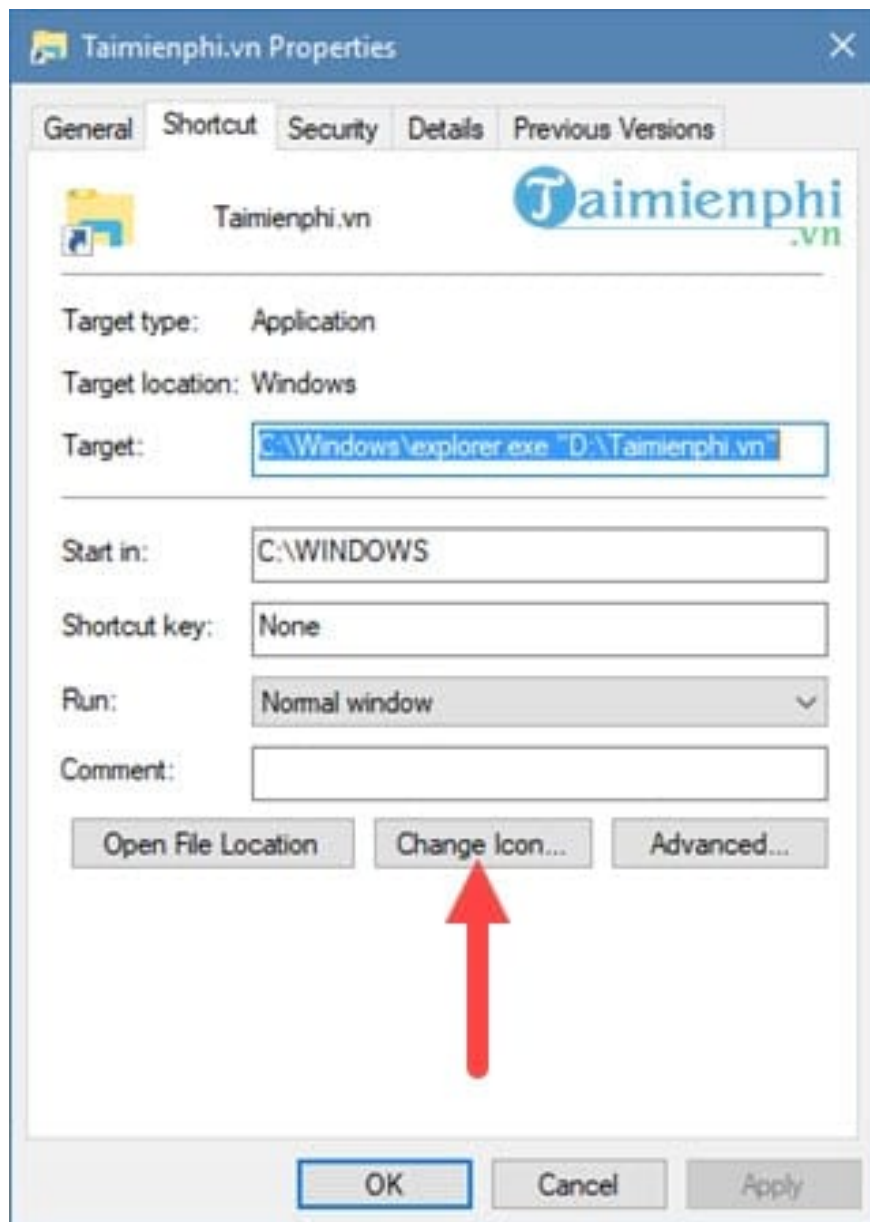 Taimienphi.vn Properties
General Shortcut Security Details Previous Versions
Taimienphi.vn
Taimienphi
.vn
Target type: Application
Target location: Windows
Target: C:\Windows\explorer.exe "D:\Taimienphi.vn"
Start in: C:\WINDOWS
Shortcut key: None
Run: Normal window
Comment:
Open File Location Change Icon... Advanced...
OK Cancel Apply